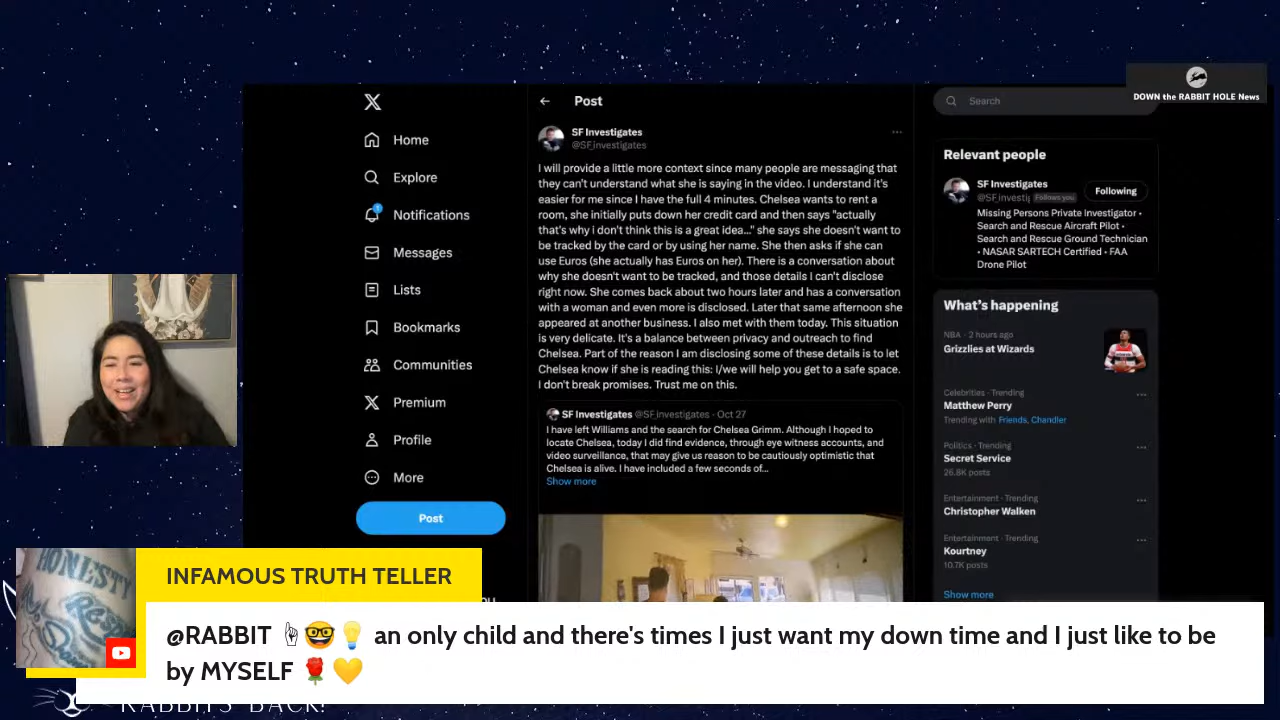 DOWN the RABBIT HOLE News
Home
Explore
1
Notifications
Messages
Lists
Bookmarks
Communities
Premium
Profile
More
Post
Post
SF Investigates
@SF_investigates
I will provide a little more context since many people are messaging that
they can't understand what she is saying in the video. I understand it's
easier for me since I have the full 4 minutes. Chelsea wants to rent a
room, she initially puts down her credit card and then says "actually
that's why i don't think this is a great idea..." she says she doesn't want to
be tracked by the card or by using her name. She then asks if she can
use Euros (she actually has Euros on her). There is a conversation about
why she doesn't want to be tracked, and those details I can't disclose
right now. She comes back about two hours later and has a conversation
with a woman and even more is disclosed. Later that same afternoon she
appeared at another business. I also met with them today. This situation
is very delicate. It's a balance between privacy and outreach to find
Chelsea. Part of the reason I am disclosing some of these details is to let
Chelsea know if she is reading this: I/we will help you get to a safe space.
I don't break promises. Trust me on this.
SF Investigates @SF_investigates · Oct 27
I have left Williams and the search for Chelsea Grimm. Although I hoped to
locate Chelsea, today I did find evidence, through eye witness accounts, and
video surveillance, that may give us reason to be cautiously optimistic that
Chelsea is alive. I have included a few seconds of...
Show more
Search
Relevant people
SF Investigates
@SF_investig Follows you
Following
Missing Persons Private Investigator •
Search and Rescue Aircraft Pilot •
Search and Rescue Ground Technician
• NASAR SARTECH Certified • FAA
Drone Pilot
What's happening
NBA · 2 hours ago
Grizzlies at Wizards
Celebrities · Trending
Matthew Perry
Trending with Friends, Chandler
Politics · Trending
Secret Service
26.8K posts
Entertainment · Trending
Christopher Walken
Entertainment · Trending
Kourtney
10.7K posts
Show more
HONESTY
INFAMOUS TRUTH TELLER
@RABBIT ☝🤓💡 an only child and there's times I just want my down time and I just like to be
by MYSELF 🌹💛
RABBITS BACK!